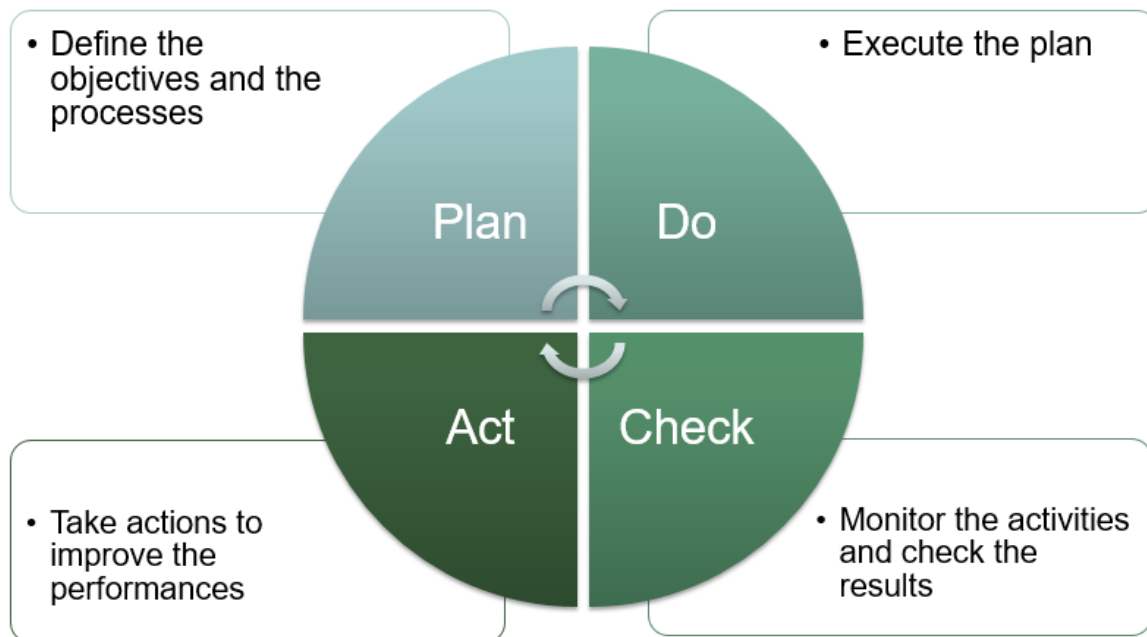 • Define the
objectives and the
processes
• Execute the plan
Plan
Do
Act
Check
• Take actions to
improve the
performances
• Monitor the activities
and check the
results